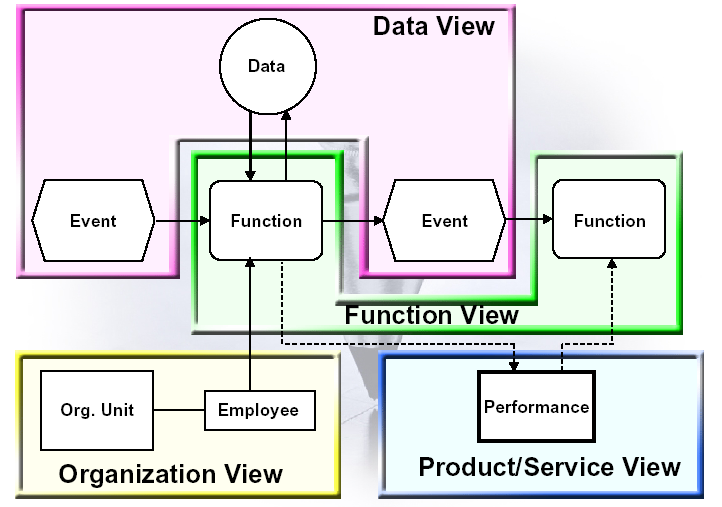 Data View
Data
Event
Function
Event
Function
Function View
Org. Unit
Employee
Performance
Organization View
Product/Service View